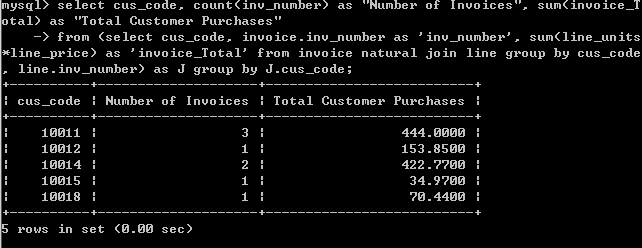 mysql> select cus_code, count(inv_number) as "Number of Invoices", sum(invoice_T
otal) as "Total Customer Purchases"
    -> from (select cus_code, invoice.inv_number as 'inv_number', sum(line_units
*line_price) as 'invoice_Total' from invoice natural join line group by cus_code
, line.inv_number) as J group by J.cus_code;
+----------+--------------------+--------------------------+
| cus_code | Number of Invoices | Total Customer Purchases |
+----------+--------------------+--------------------------+
|    10011 |                  3 |                 444.0000 |
|    10012 |                  1 |                 153.8500 |
|    10014 |                  2 |                 422.7700 |
|    10015 |                  1 |                  34.9700 |
|    10018 |                  1 |                  70.4400 |
+----------+--------------------+--------------------------+
5 rows in set (0.00 sec)